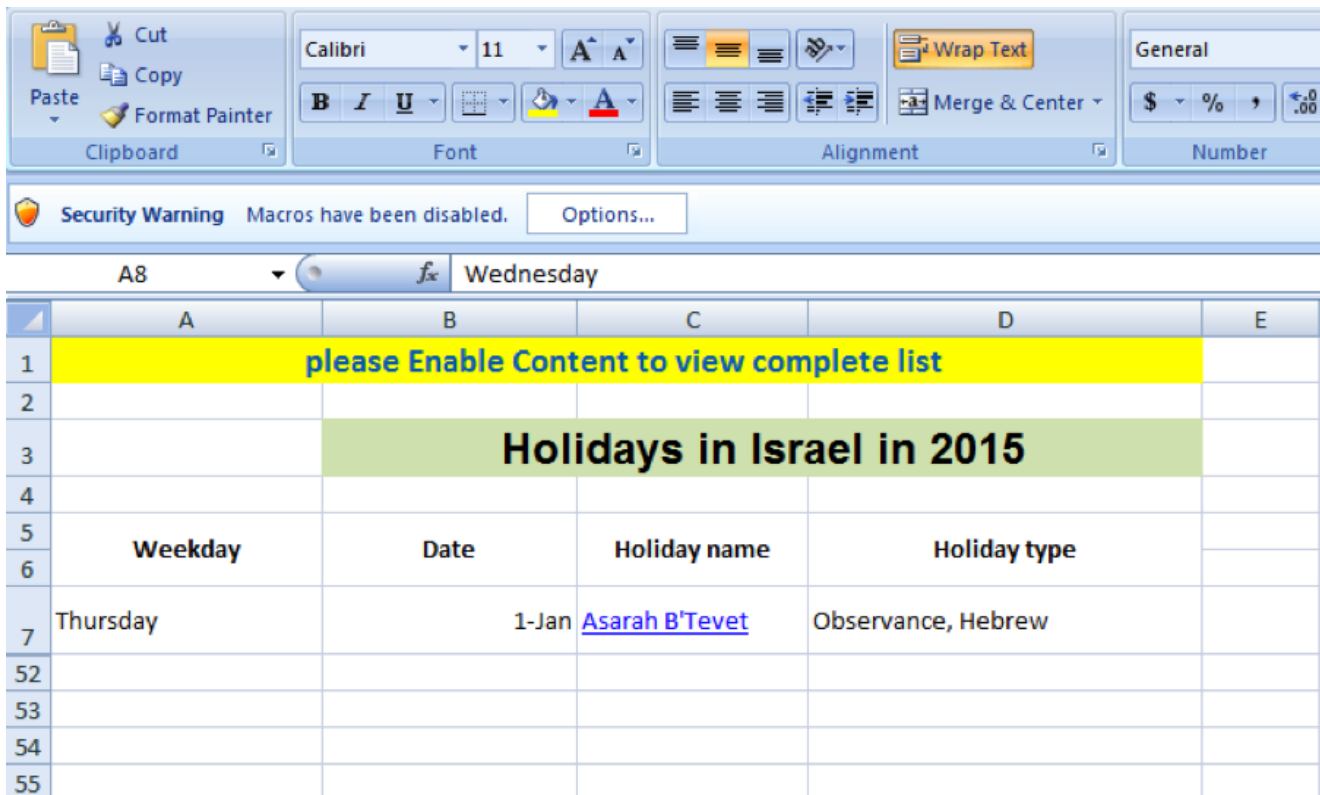 Cut
Copy
Paste
Format Painter
Clipboard
Calibri 11 A A
B I U A
Font
Wrap Text
Merge & Center
Alignment
General
$ % , .0 .00
Number
Security Warning Macros have been disabled. Options...
A8 fx Wednesday
A B C D E
1 please Enable Content to view complete list
2
3 Holidays in Israel in 2015
4
5
Weekday Date Holiday name Holiday type
6
7 Thursday 1-Jan Asarah B'Tevet Observance, Hebrew
52
53
54
55